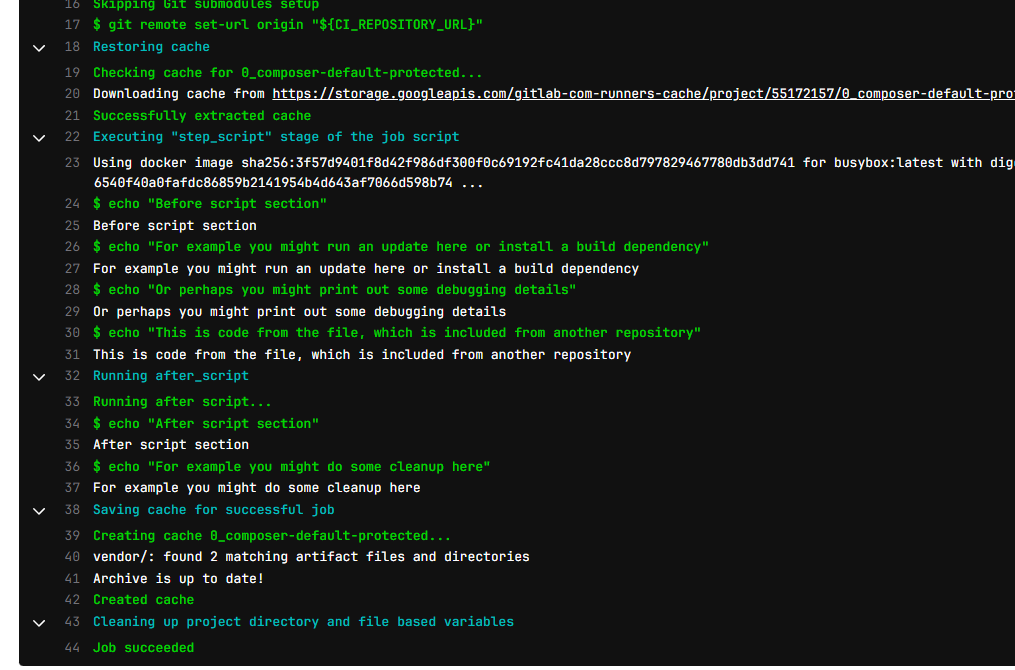 16 Skipping Git submodules setup
17 $ git remote set-url origin "${CI_REPOSITORY_URL}"
18 Restoring cache
19 Checking cache for 0_composer-default-protected...
20 Downloading cache from https://storage.googleapis.com/gitlab-com-runners-cache/project/55172157/0_composer-default-pro
21 Successfully extracted cache
22 Executing "step_script" stage of the job script
23 Using docker image sha256:3f57d9401f8d42f986df300f0c69192fc41da28ccc8d797829467780db3dd741 for busybox:latest with dig
6540f40a0fafdc86859b2141954b4d643af7066d598b74 ...
24 $ echo "Before script section"
25 Before script section
26 $ echo "For example you might run an update here or install a build dependency"
27 For example you might run an update here or install a build dependency
28 $ echo "Or perhaps you might print out some debugging details"
29 Or perhaps you might print out some debugging details
30 $ echo "This is code from the file, which is included from another repository"
31 This is code from the file, which is included from another repository
32 Running after_script
33 Running after script...
34 $ echo "After script section"
35 After script section
36 $ echo "For example you might do some cleanup here"
37 For example you might do some cleanup here
38 Saving cache for successful job
39 Creating cache 0_composer-default-protected...
40 vendor/: found 2 matching artifact files and directories
41 Archive is up to date!
42 Created cache
43 Cleaning up project directory and file based variables
44 Job succeeded